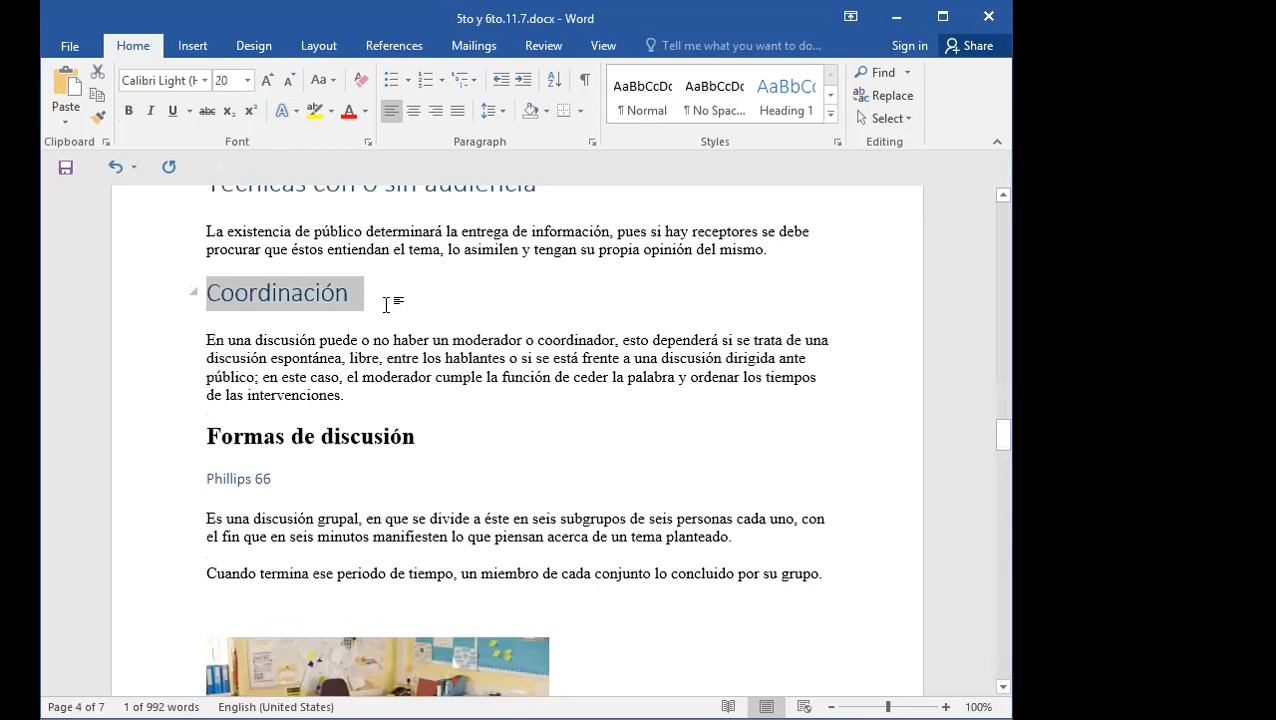 5to y 6to.11.7.docx - Word
File Home Insert Design Layout References Mailings Review View Tell me what you want to do... Sign in Share
Calibri Light (H 20 Aa AaBbCcDc AaBbCcDc AaBbCc Find
Paste B I U abc x₂ x² A A ¶ Normal ¶ No Spac... Heading 1 Replace
Select
Clipboard Font Paragraph Styles Editing
Técnicas con o sin audiencia
La existencia de público determinará la entrega de información, pues si hay receptores se debe
procurar que éstos entiendan el tema, lo asimilen y tengan su propia opinión del mismo.
Coordinación
En una discusión puede o no haber un moderador o coordinador, esto dependerá si se trata de una
discusión espontánea, libre, entre los hablantes o si se está frente a una discusión dirigida ante
público; en este caso, el moderador cumple la función de ceder la palabra y ordenar los tiempos
de las intervenciones.
Formas de discusión
Phillips 66
Es una discusión grupal, en que se divide a éste en seis subgrupos de seis personas cada uno, con
el fin que en seis minutos manifiesten lo que piensan acerca de un tema planteado.
Cuando termina ese periodo de tiempo, un miembro de cada conjunto lo concluido por su grupo.
Page 4 of 7 1 of 992 words English (United States) 100%